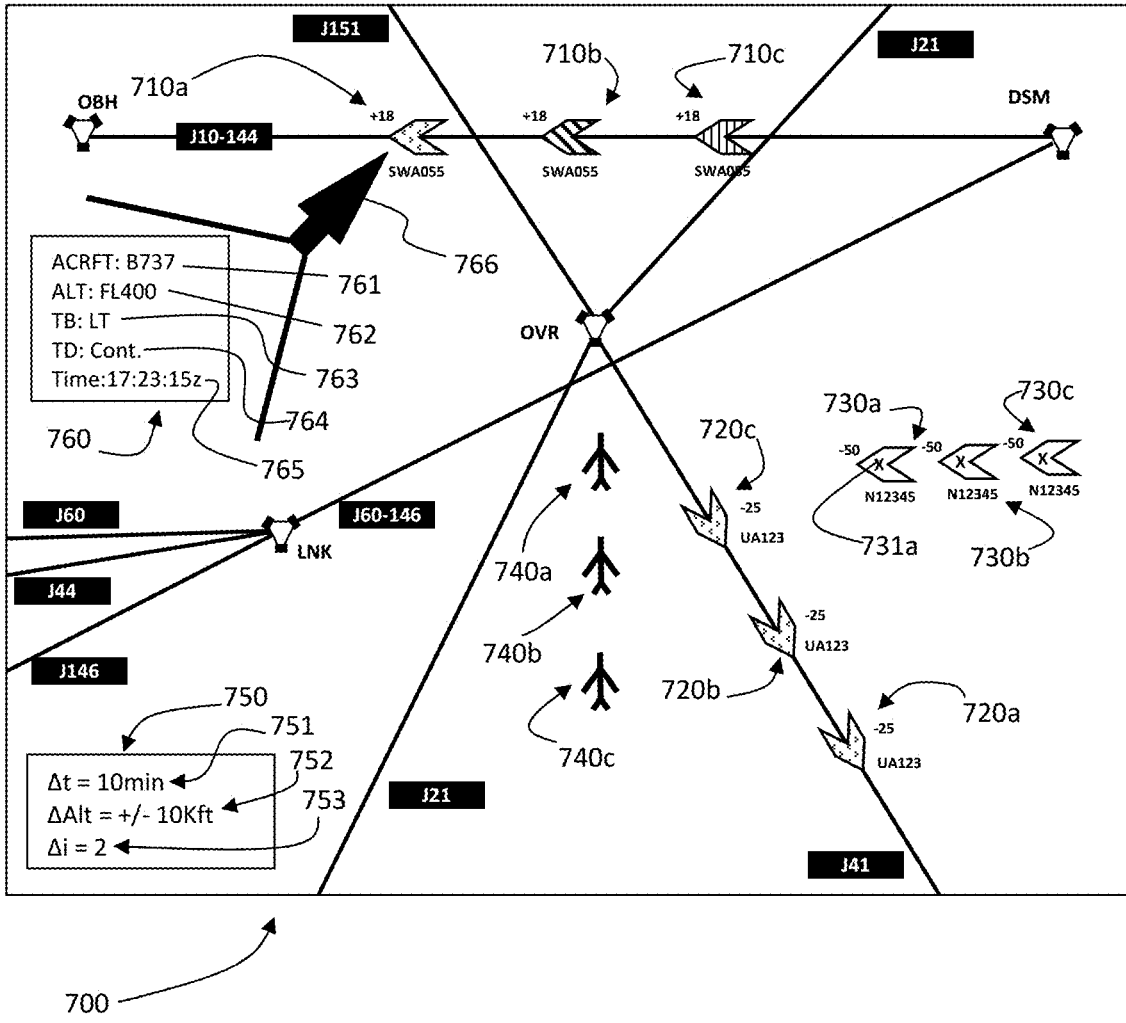 J151
J21
710a
710b
710c
OBH
+18
+18
+18
DSM
J10-144
SWA055
SWA055
SWA055
ACRFT: B737
ALT: FL400
TB: LT
TD: Cont.
Time:17:23:15z
761
762
763
764
765
766
760
OVR
730a
730c
720c
-50
-50
-50
X
X
X
N12345
N12345
N12345
731a
730b
J60
J60-146
LNK
J44
J146
740a
740b
740c
-25
UA123
-25
UA123
720b
720a
-25
UA123
750
751
752
753
Δt = 10min
ΔAlt = +/- 10Kft
Δi = 2
J21
J41
700